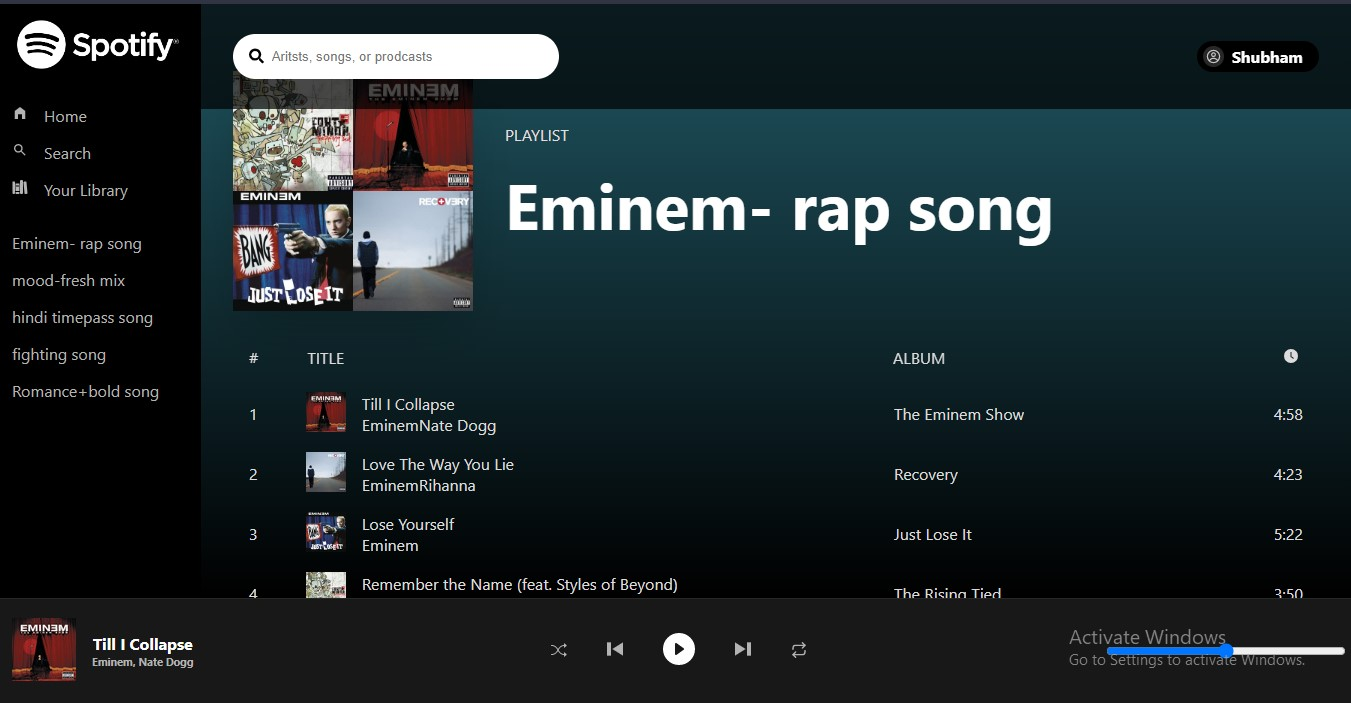 Spotify
Home
Search
Your Library
Eminem- rap song
mood-fresh mix
hindi timepass song
fighting song
Romance+bold song
Aritsts, songs, or prodcasts
Shubham
EMINEM
THE EMINEM SHOW
FORT
MINOR
EMINEM
BANG
JUST LOSE IT
RECOVERY
PLAYLIST
Eminem- rap song
# TITLE ALBUM
1 Till I Collapse The Eminem Show 4:58
EminemNate Dogg
2 Love The Way You Lie Recovery 4:23
EminemRihanna
3 Lose Yourself Just Lose It 5:22
Eminem
4 Remember the Name (feat. Styles of Beyond) The Rising Tied 3:50
EMINEM
Till I Collapse
Eminem, Nate Dogg
Activate Windows
Go to Settings to activate Windows.